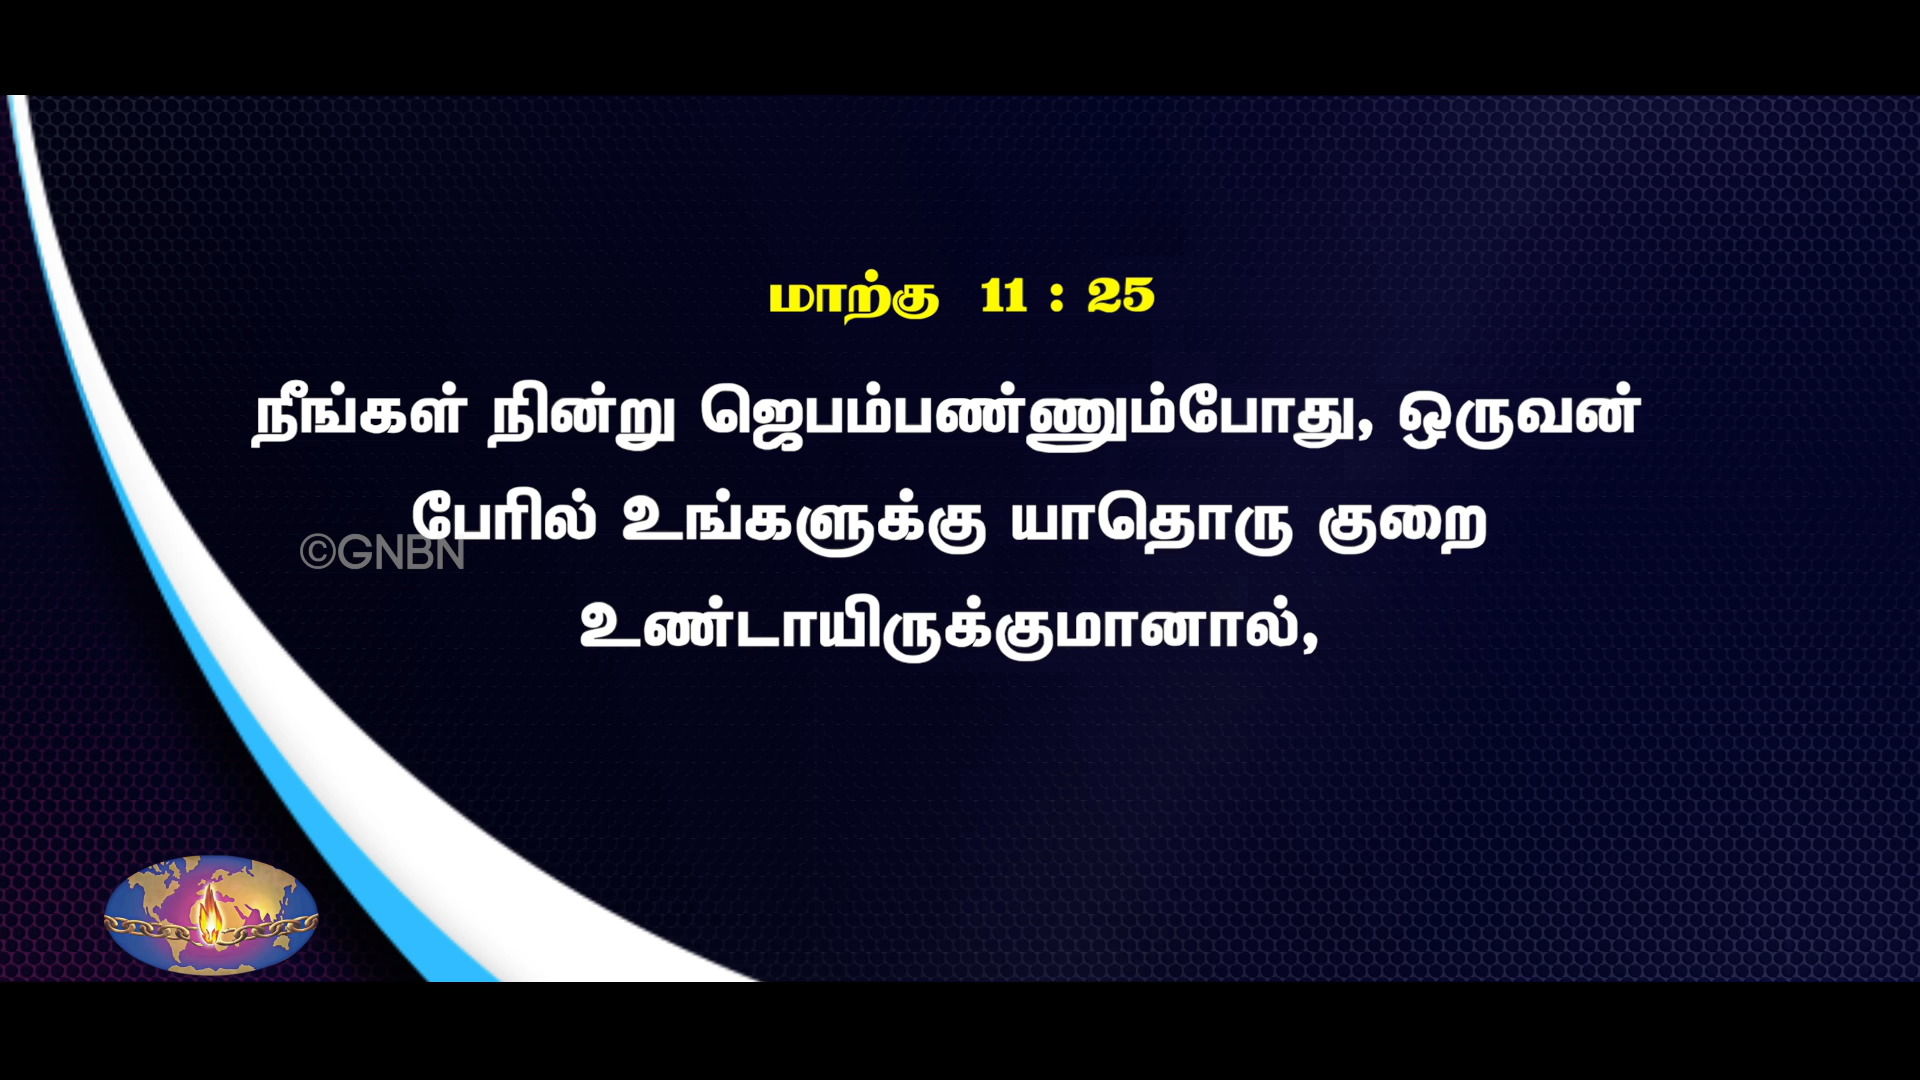 மாற்கு 11 : 25
நீங்கள் நின்று ஜெபம்பண்ணும்போது, ஒருவன்
பேரில் உங்களுக்கு யாதொரு குறை
©GNBN
உண்டாயிருக்குமானால்,